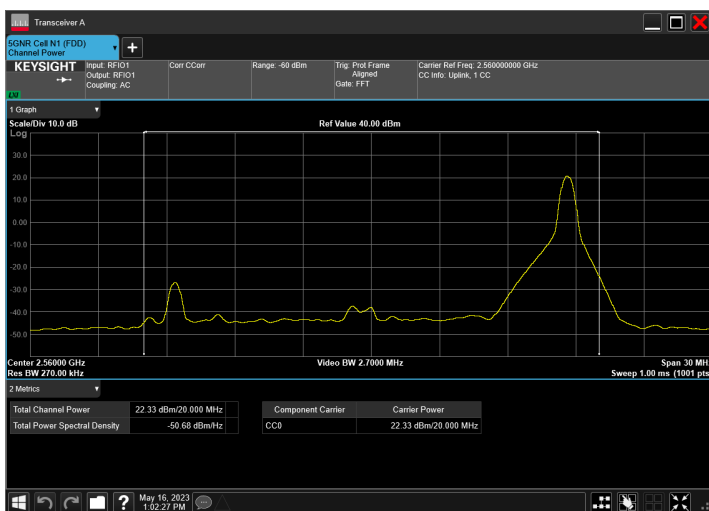 Transceiver A
5GNR Cell N1 (FDD)
Channel Power
KEYSIGHT
LXI
Input: RFIO1
Output: RFIO1
Coupling: AC
Corr CCorr
Range: -60 dBm
Trig: Prot Frame
Aligned
Gate: FFT
Carrier Ref Freq: 2.560000000 GHz
CC Info: Uplink, 1 CC
1 Graph
Scale/Div 10.0 dB
Ref Value 40.00 dBm
Log
30.0
20.0
10.0
0.00
-10.0
-20.0
-30.0
-40.0
-50.0
Center 2.56000 GHz
Video BW 2.7000 MHz
Span 30 MH
Res BW 270.00 kHz
Sweep 1.00 ms (1001 pts
2 Metrics
Total Channel Power 22.33 dBm/20.000 MHz
Total Power Spectral Density -50.68 dBm/Hz
Component Carrier Carrier Power
CC0 22.33 dBm/20.000 MHz
?
May 16, 2023
1:02:27 PM